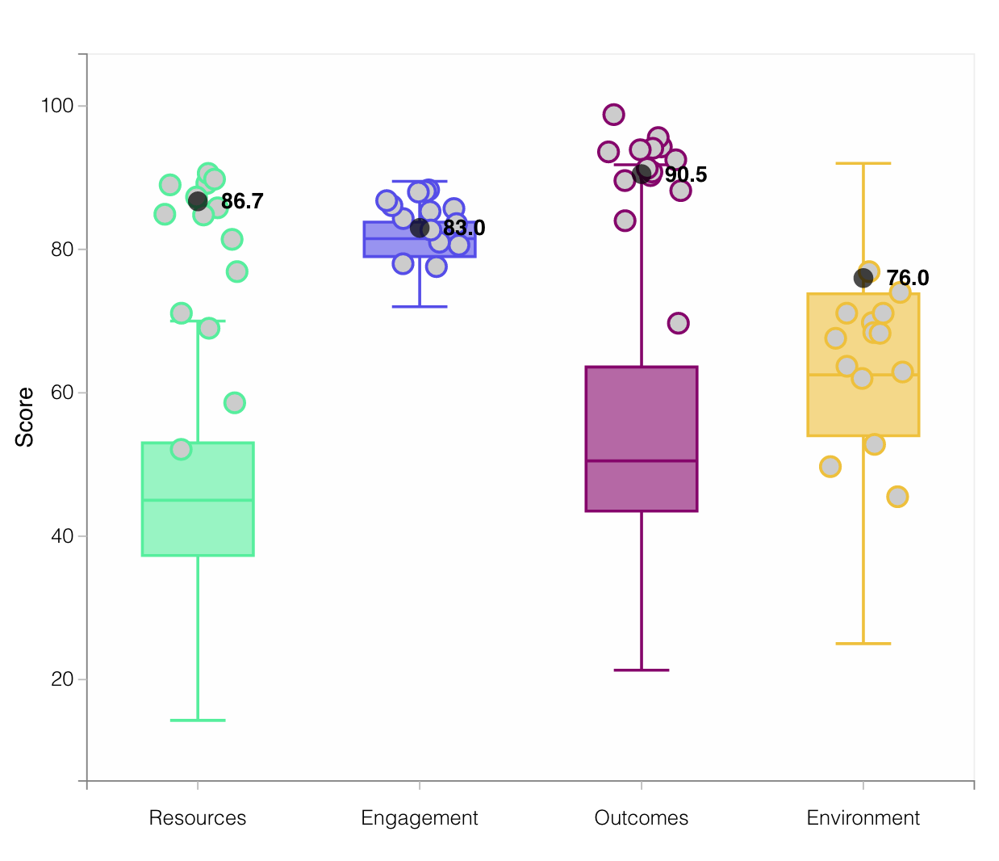 100
80
60
40
20
Score
86.7
83.0
90.5
76.0
Resources
Engagement
Outcomes
Environment